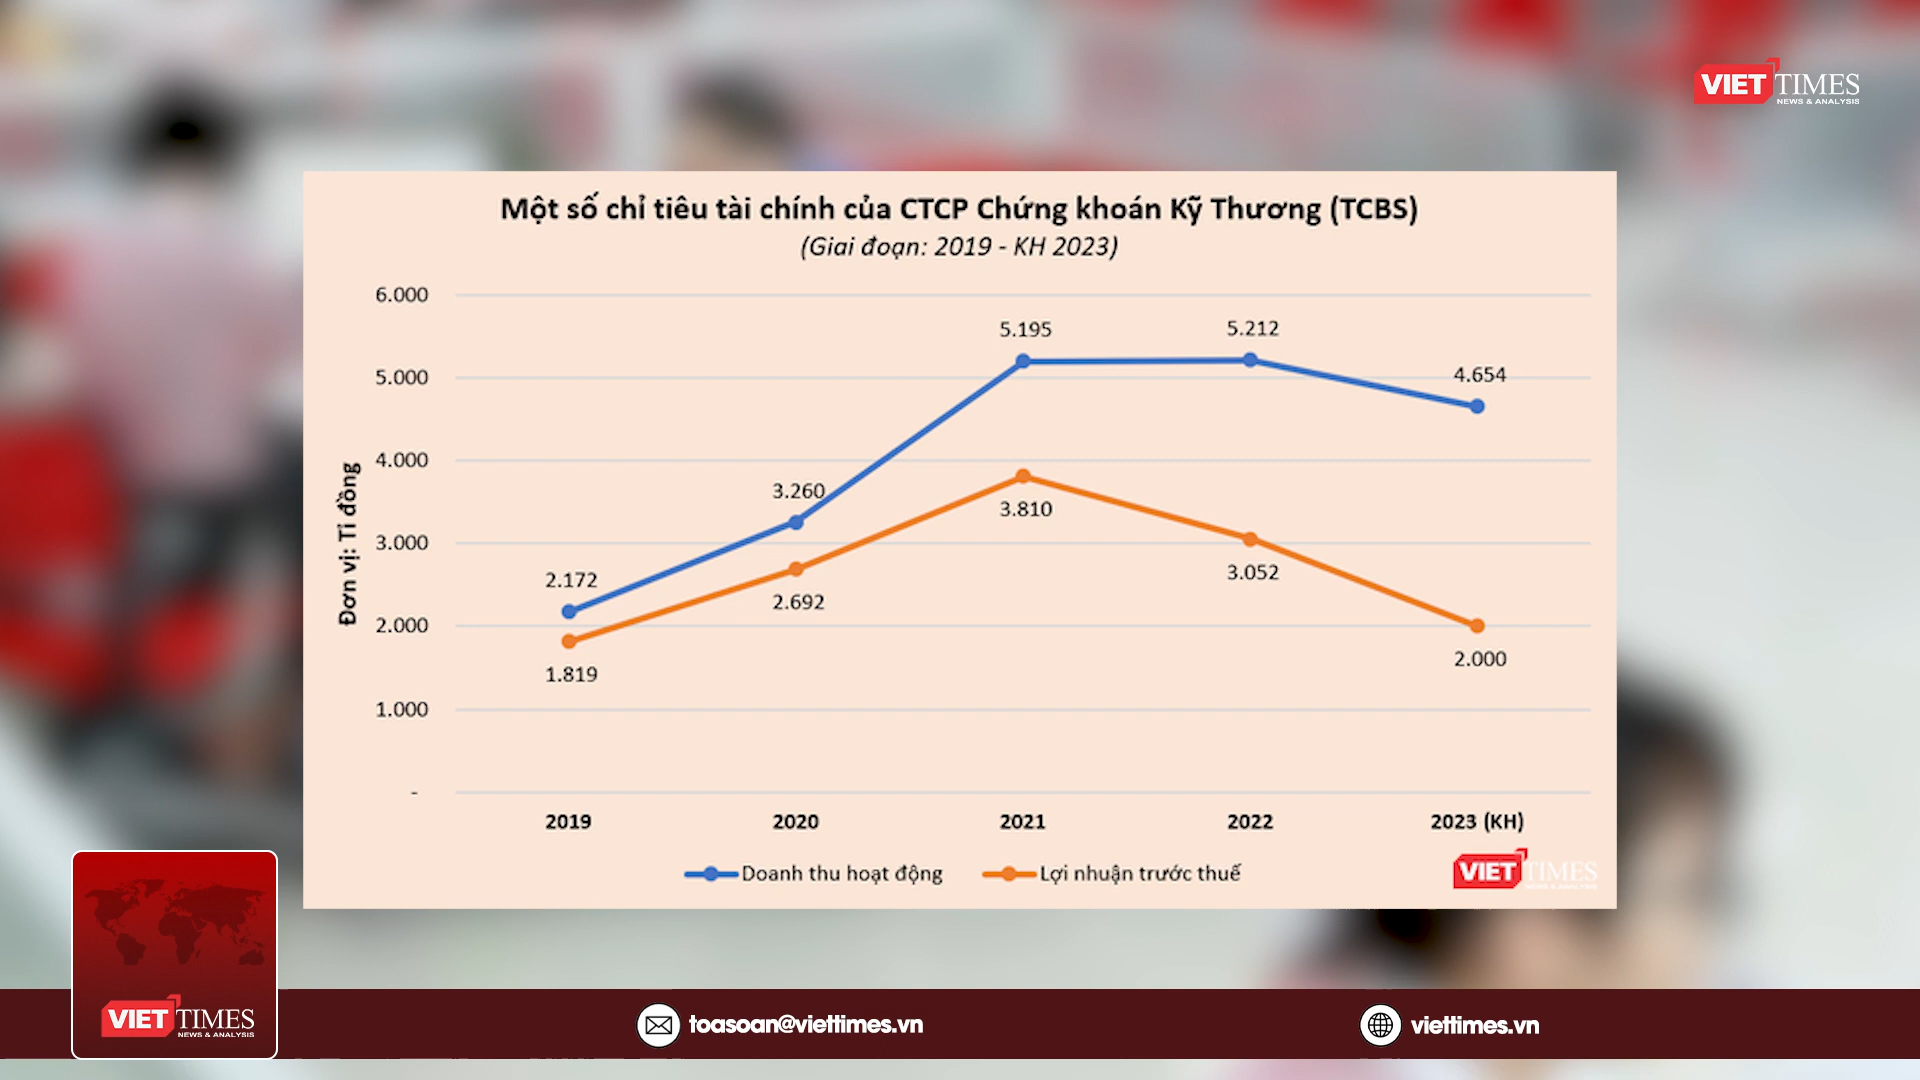 VIETTIMES
NEWS & ANALYSIS
Một số chỉ tiêu tài chính của CTCP Chứng khoán Kỹ Thương (TCBS)
(Giai đoạn: 2019 - KH 2023)
Đơn vị: Tỉ đồng
6.000
5.000
4.000
3.000
2.000
1.000
-
5.195
5.212
4.654
3.260
2.172
3.810
3.052
2.692
2.000
1.819
2019 2020 2021 2022 2023 (KH)
Doanh thu hoạt động Lợi nhuận trước thuế
VIETTIMES
NEWS & ANALYSIS
VIETTIMES
NEWS & ANALYSIS
toasoan@viettimes.vn
viettimes.vn